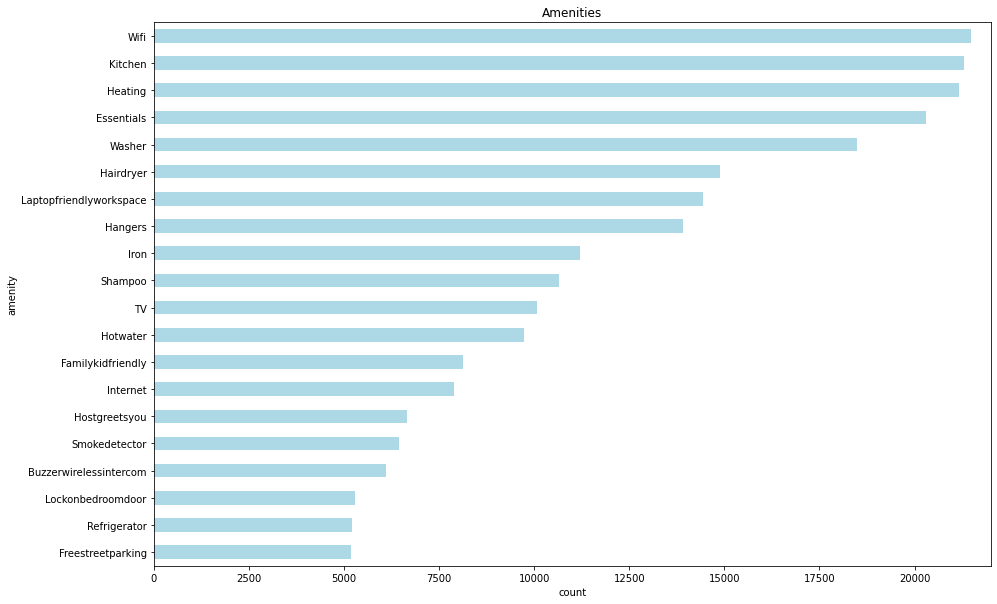 Amenities
Wifi
Kitchen
Heating
Essentials
Washer
Hairdryer
Laptopfriendlyworkspace
Hangers
Iron
Shampoo
TV
Hotwater
Familykidfriendly
Internet
Hostgreetsyou
Smokedetector
Buzzerwirelessintercom
Lockonbedroomdoor
Refrigerator
Freestreetparking
amenity
0 2500 5000 7500 10000 12500 15000 17500 20000
count